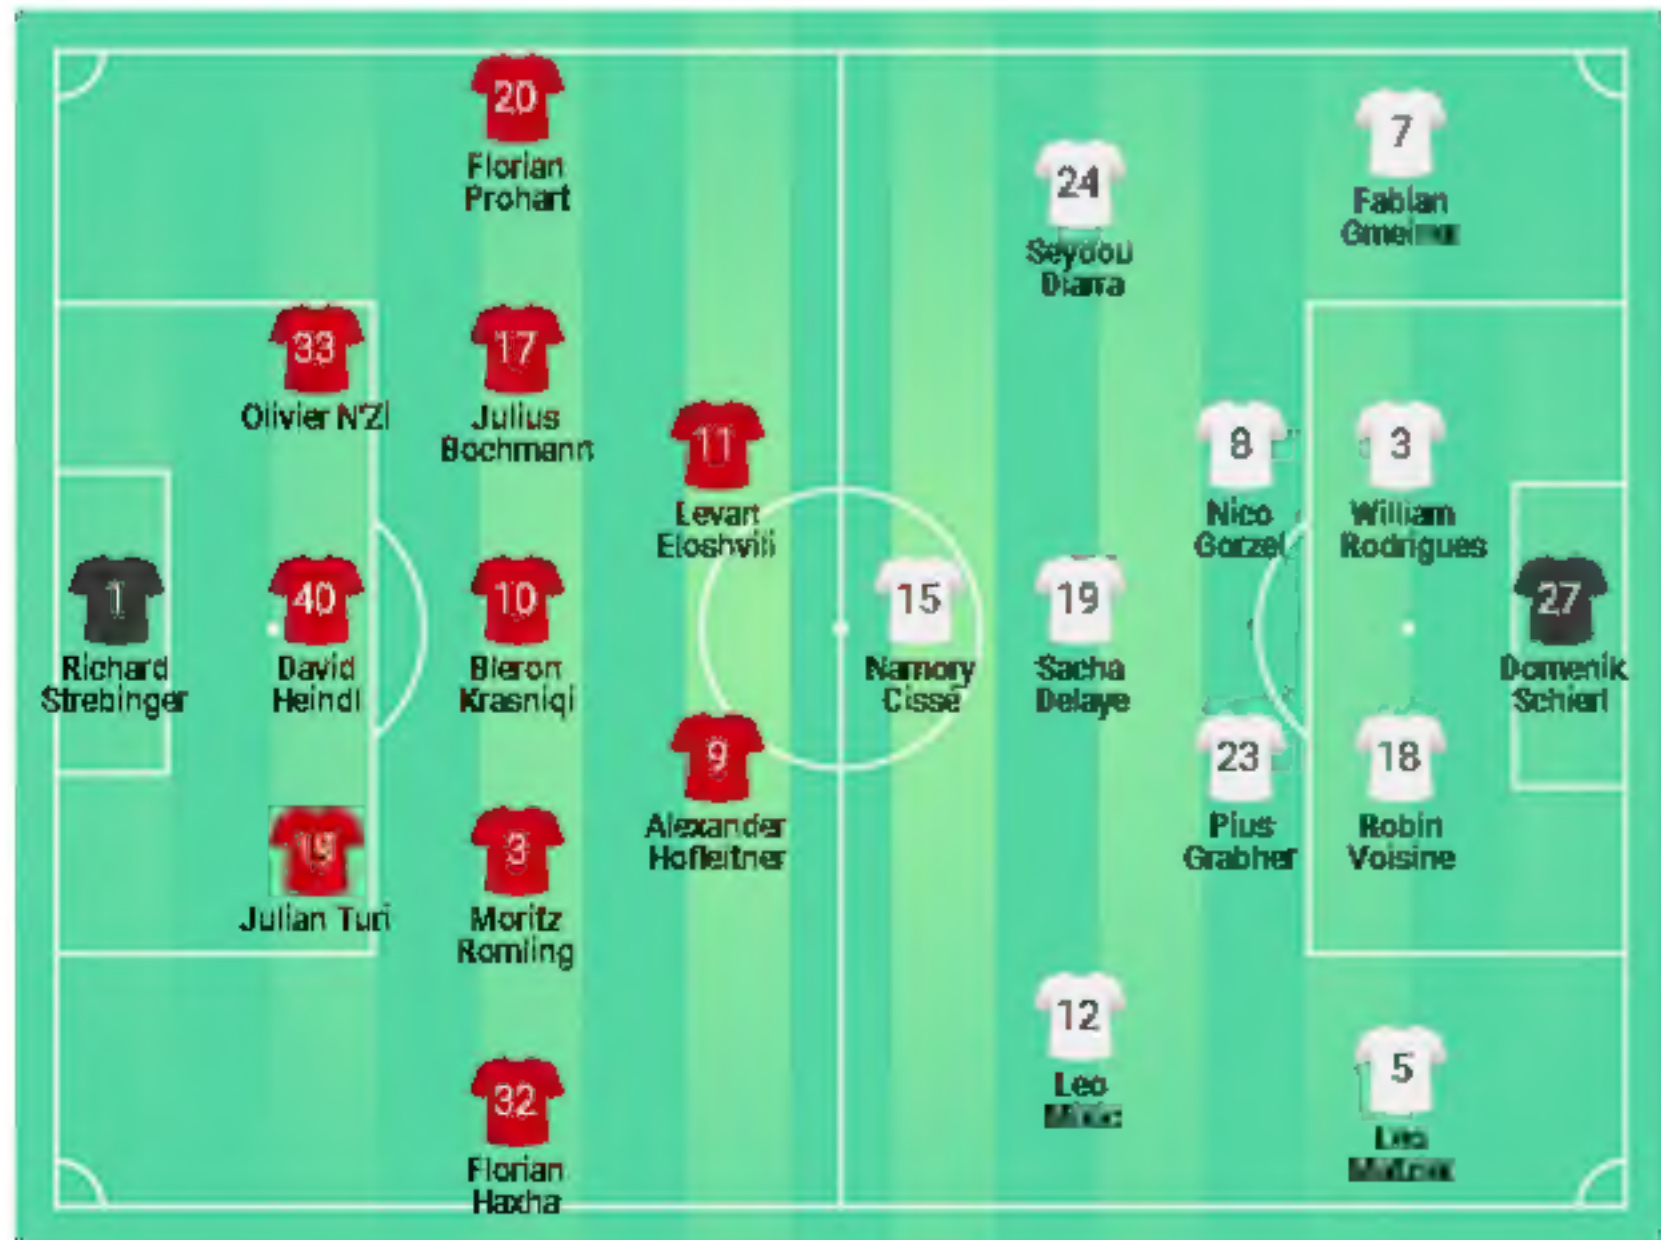 20
Florian
Prohart
33
Olivier N'Zi
17
Julius
Bochmann
11
Levan
Eloshvili
1
Richard
Strebinger
40
David
Heindl
10
Bleron
Krasniqi
9
Alexander
Hofleitner
19
Julian Turi
3
Moritz
Romling
32
Florian
Haxha
7
Fabian
24
Seydou
Diarra
8
Nico
Gorzel
3
William
Rodrigues
15
Namory
Cissé
19
Sacha
Delaye
27
Domenik
Schierl
23
Pius
Grabher
18
Robin
Voisine
12
Leo
5
Leo